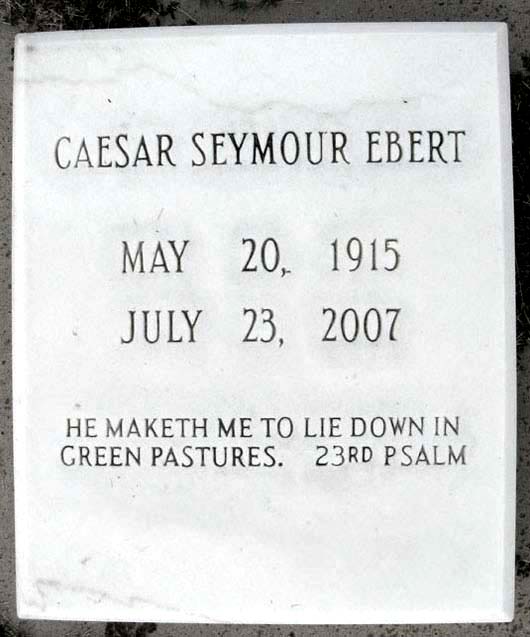 CAESAR SEYMOUR EBERT
MAY 20, 1915
JULY 23, 2007
HE MAKETH ME TO LIE DOWN IN
GREEN PASTURES. 23RD PSALM